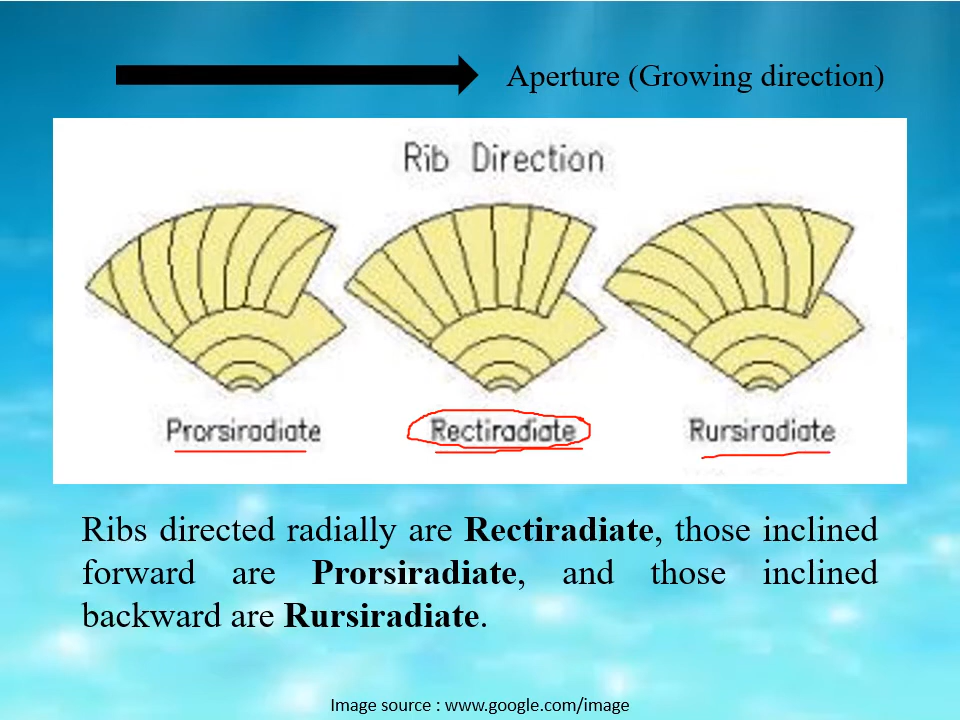 Aperture (Growing direction)
Rib Direction
Prorsiradiate
Rectiradiate
Rursiradiate
Ribs directed radially are Rectiradiate, those inclined
forward are Prorsiradiate, and those inclined
backward are Rursiradiate.
Image source : www.google.com/image